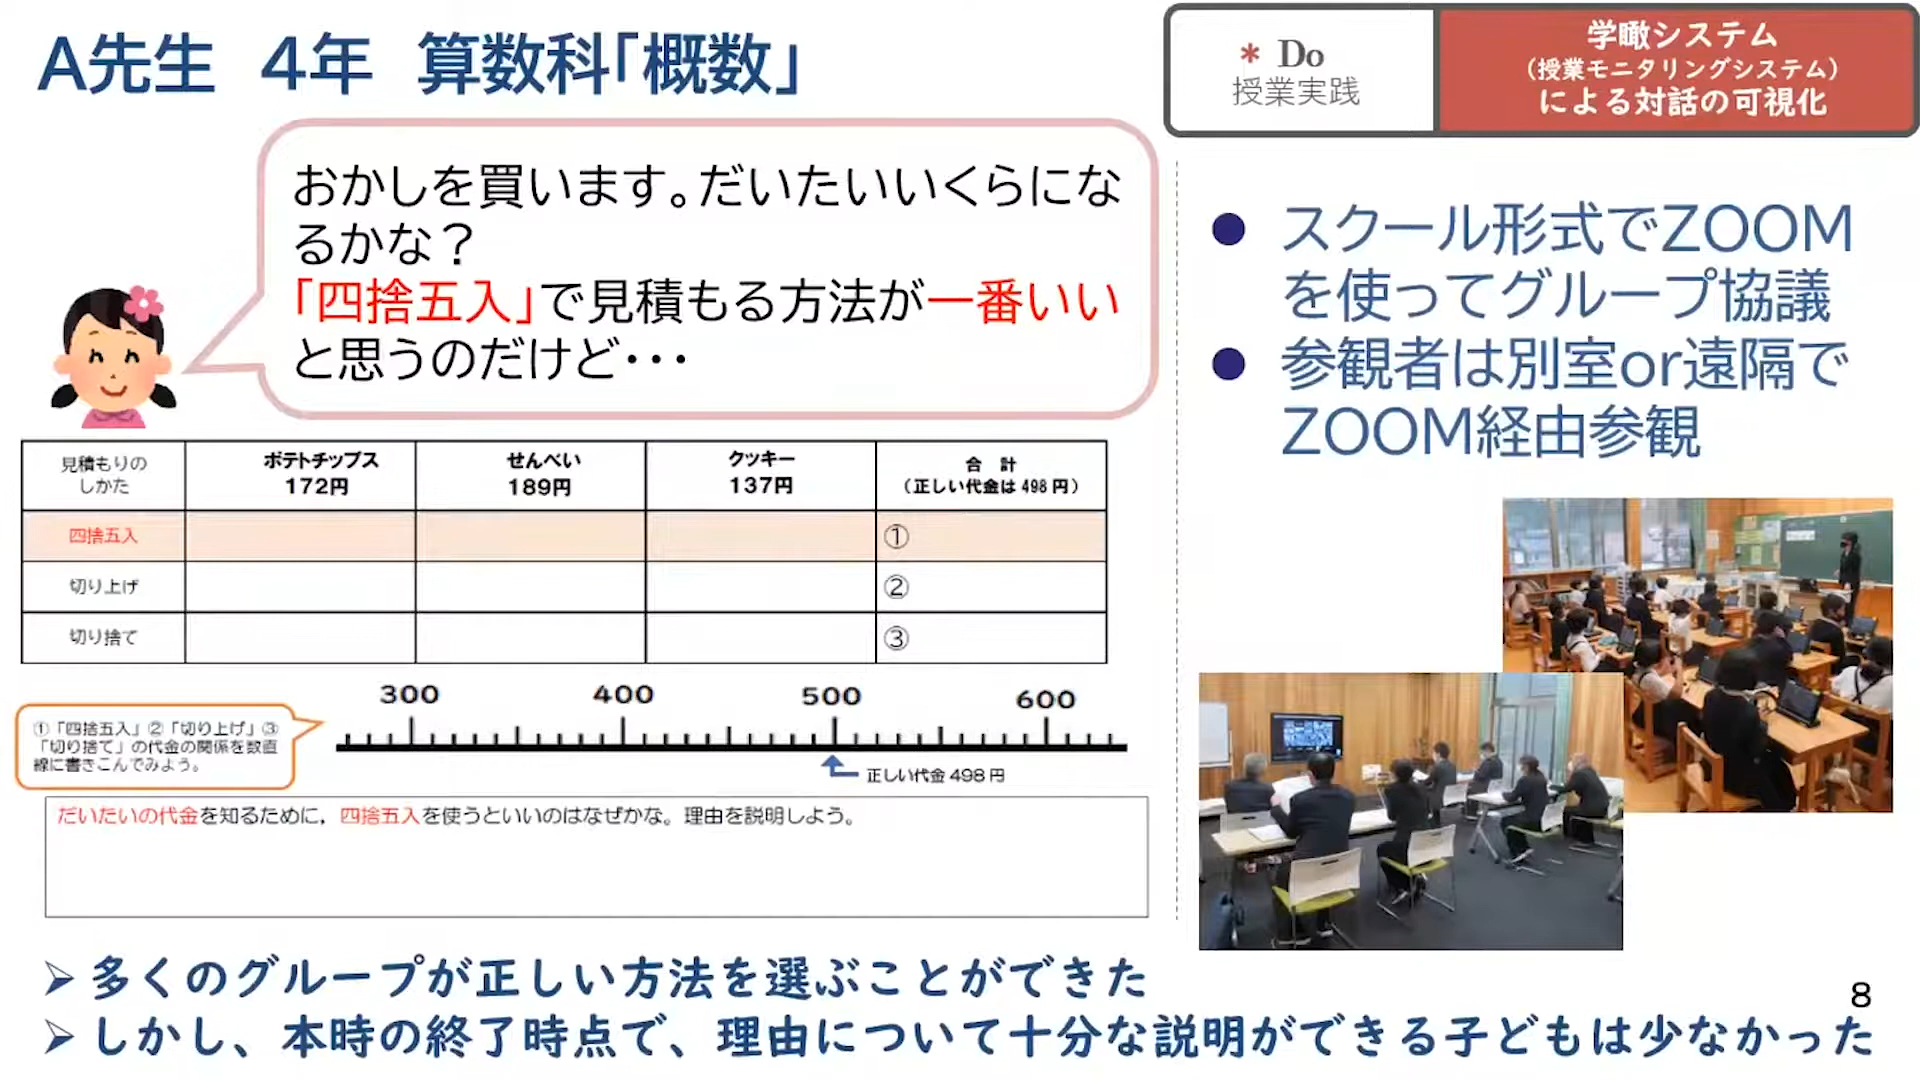 A先生 4年 算数科「概数」
* Do
授業実践
学瞰システム
（授業モニタリングシステム）
による対話の可視化
おかしを買います。だいたいいくらにな
るかな？
「四捨五入」で見積もる方法が一番いい
と思うのだけど・・・
見積もりの
しかた
ポテトチップス
172円
せんべい
189円
クッキー
137円
合 計
（正しい代金は 498 円）
四捨五入
①
切り上げ
②
切り捨て
③
300 400 500 600
①「四捨五入」②「切り上げ」③
「切り捨て」の代金の関係を数直
線に書きこんでみよう。
正しい代金 498 円
だいたいの代金を知るために，四捨五入を使うといいのはなぜかな。理由を説明しよう。
● スクール形式でZOOM
を使ってグループ協議
● 参観者は別室or遠隔で
ZOOM経由参観
➢ 多くのグループが正しい方法を選ぶことができた
➢ しかし、本時の終了時点で、理由について十分な説明ができる子どもは少なかった
8